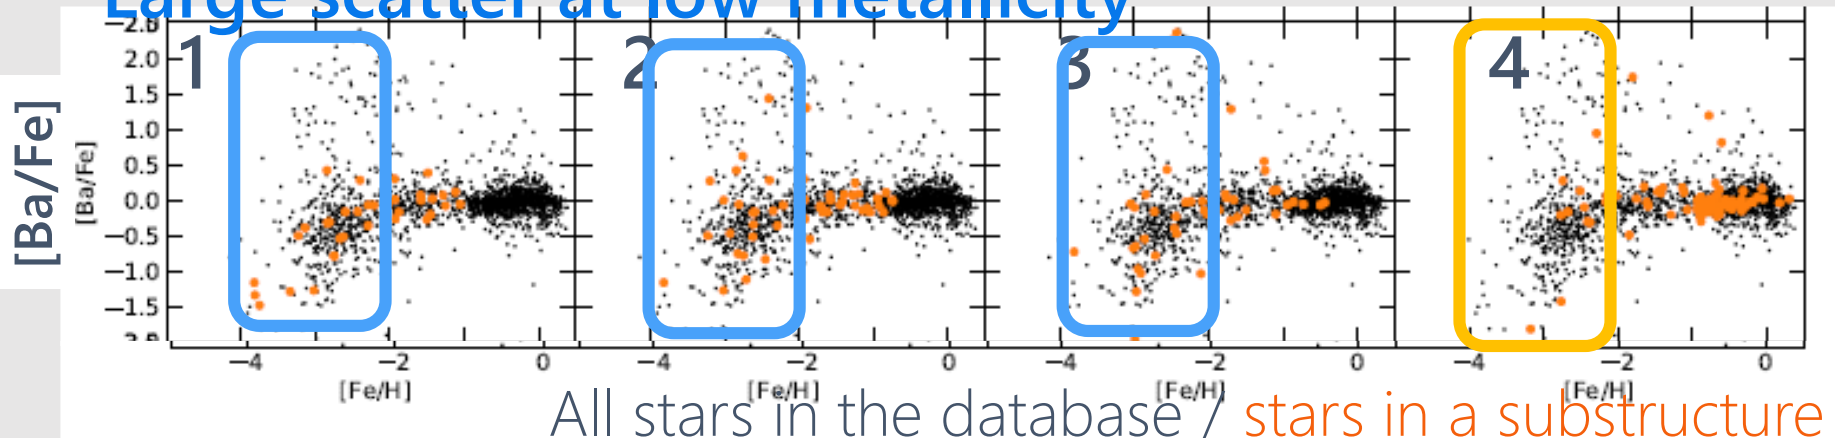 Large scatter at low metallicity
1 2 3 4
[Ba/Fe]
[Ba/Fe]
2.0
1.5
1.0
0.5
0.0
−0.5
−1.0
−1.5
−4 −2 0 −4 −2 0 −4 −2 0 −4 −2 0
[Fe/H] [Fe/H] [Fe/H] [Fe/H]
All stars in the database / stars in a substructure